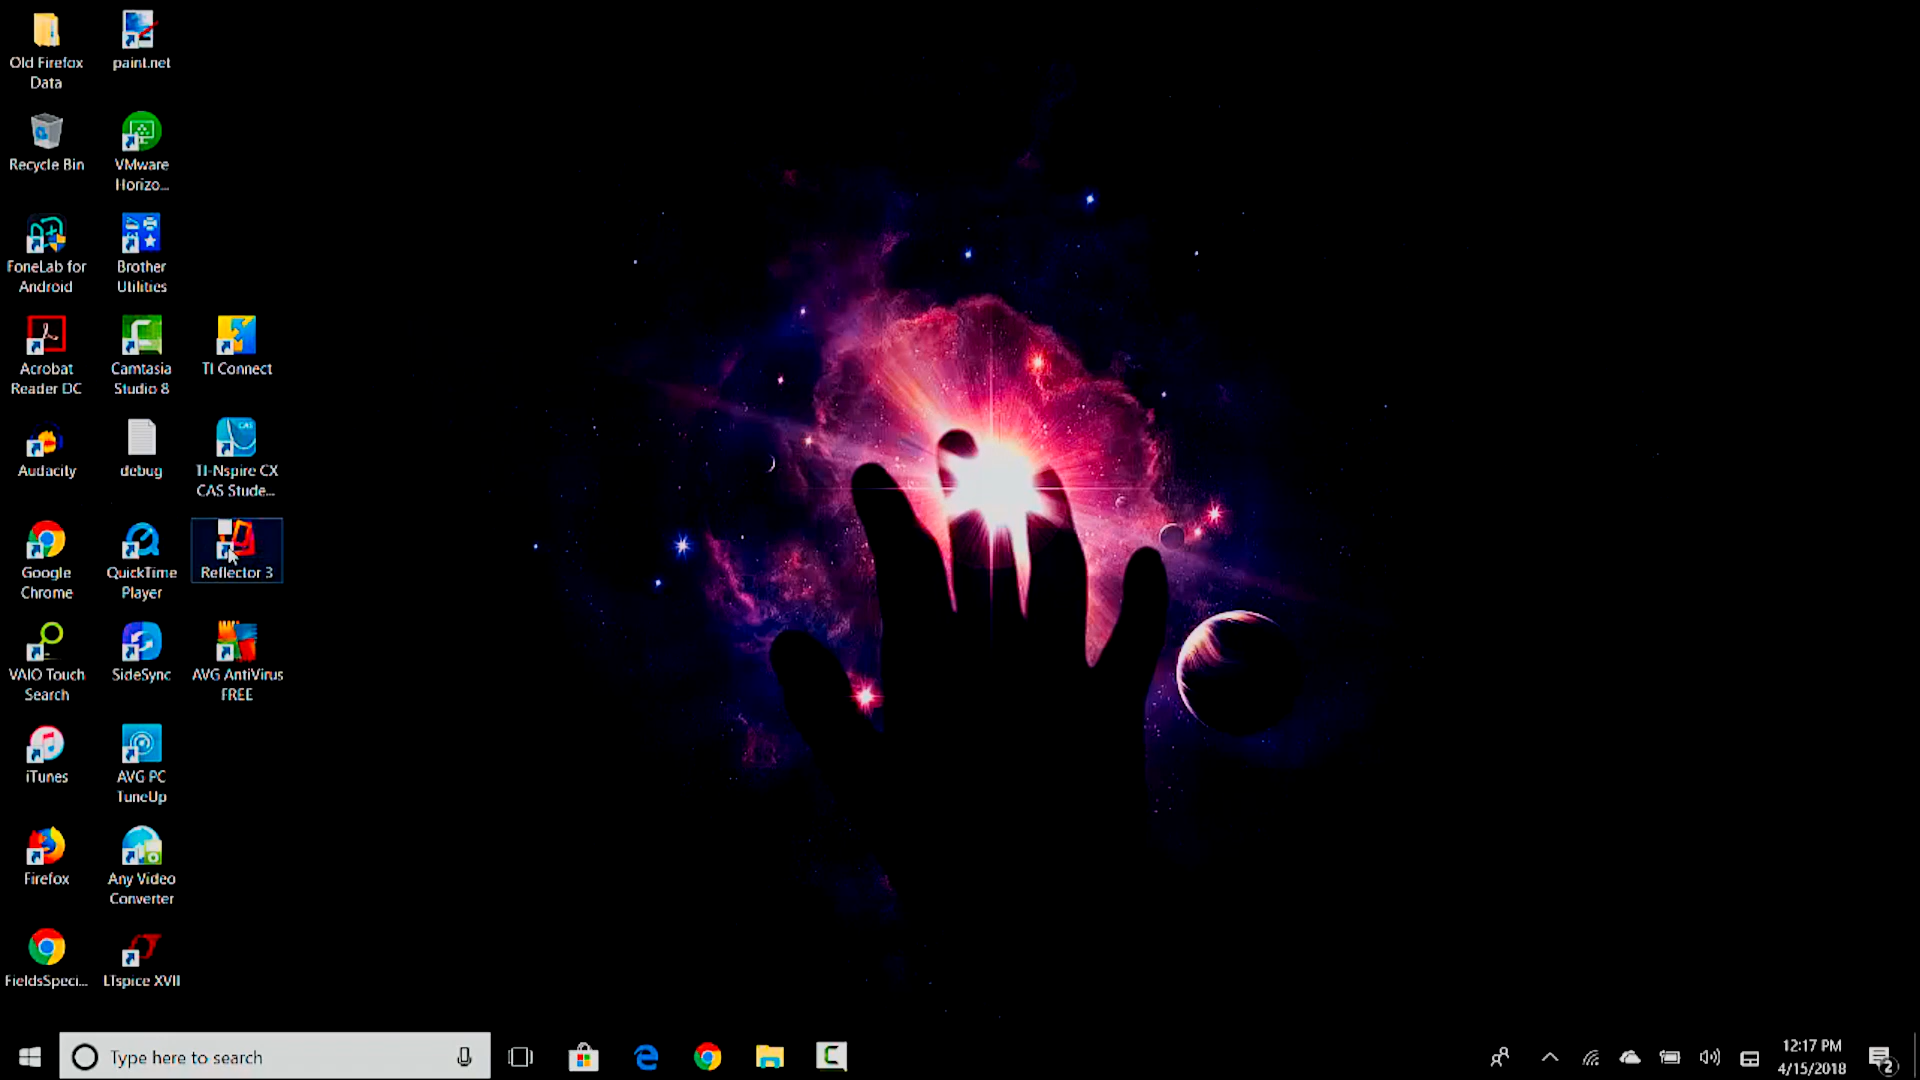 Old Firefox
Data
paint.net
Recycle Bin
VMware
Horizo...
FoneLab for
Android
Brother
Utilities
Acrobat
Reader DC
Camtasia
Studio 8
TI Connect
Audacity
debug
CAS
TI-Nspire CX
CAS Stude...
Google
Chrome
QuickTime
Player
Reflector 3
VAIO Touch
Search
SideSync
AVG AntiVirus
FREE
iTunes
AVG PC
TuneUp
Firefox
Any Video
Converter
FieldsSpeci...
LTspice XVII
Type here to search
12:17 PM
4/15/2018
2